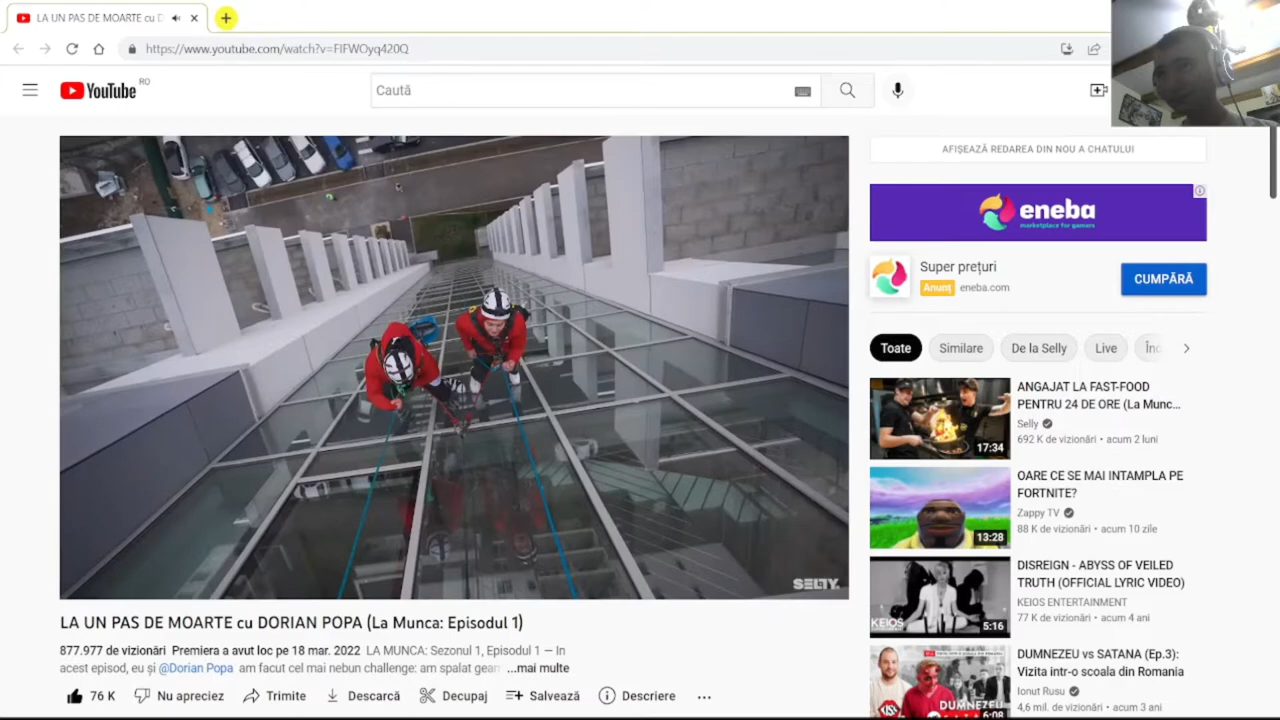 LA UN PAS DE MOARTE cu D
https://www.youtube.com/watch?v=FIFWOyq420Q
YouTube RO
Caută
AFIȘEAZĂ REDAREA DIN NOU A CHATULUI
eneba
marketplace for gamers
Super prețuri
Anunț eneba.com
CUMPĂRĂ
Toate Similare De la Selly Live Înc
ANGAJAT LA FAST-FOOD
PENTRU 24 DE ORE (La Munc...
Selly
692 K de vizionări • acum 2 luni
17:34
OARE CE SE MAI INTAMPLA PE
FORTNITE?
Zappy TV
88 K de vizionări • acum 10 zile
13:28
DISREIGN - ABYSS OF VEILED
TRUTH (OFFICIAL LYRIC VIDEO)
KEIOS ENTERTAINMENT
77 K de vizionări • acum 4 ani
KEIOS
5:16
DUMNEZEU vs SATANA (Ep.3):
Vizita intr-o scoala din Romania
Ionut Rusu
4,6 mil. de vizionări • acum 3 ani
DUMNEZEU
6:08
SELTY.
LA UN PAS DE MOARTE cu DORIAN POPA (La Munca: Episodul 1)
877.977 de vizionări Premiera a avut loc pe 18 mar. 2022 LA MUNCA: Sezonul 1, Episodul 1 — In
acest episod, eu și @Dorian Popa am facut cel mai nebun challenge: am spalat geam ...mai multe
76 K Nu apreciez Trimite Descarcă Decupaj Salvează Descriere